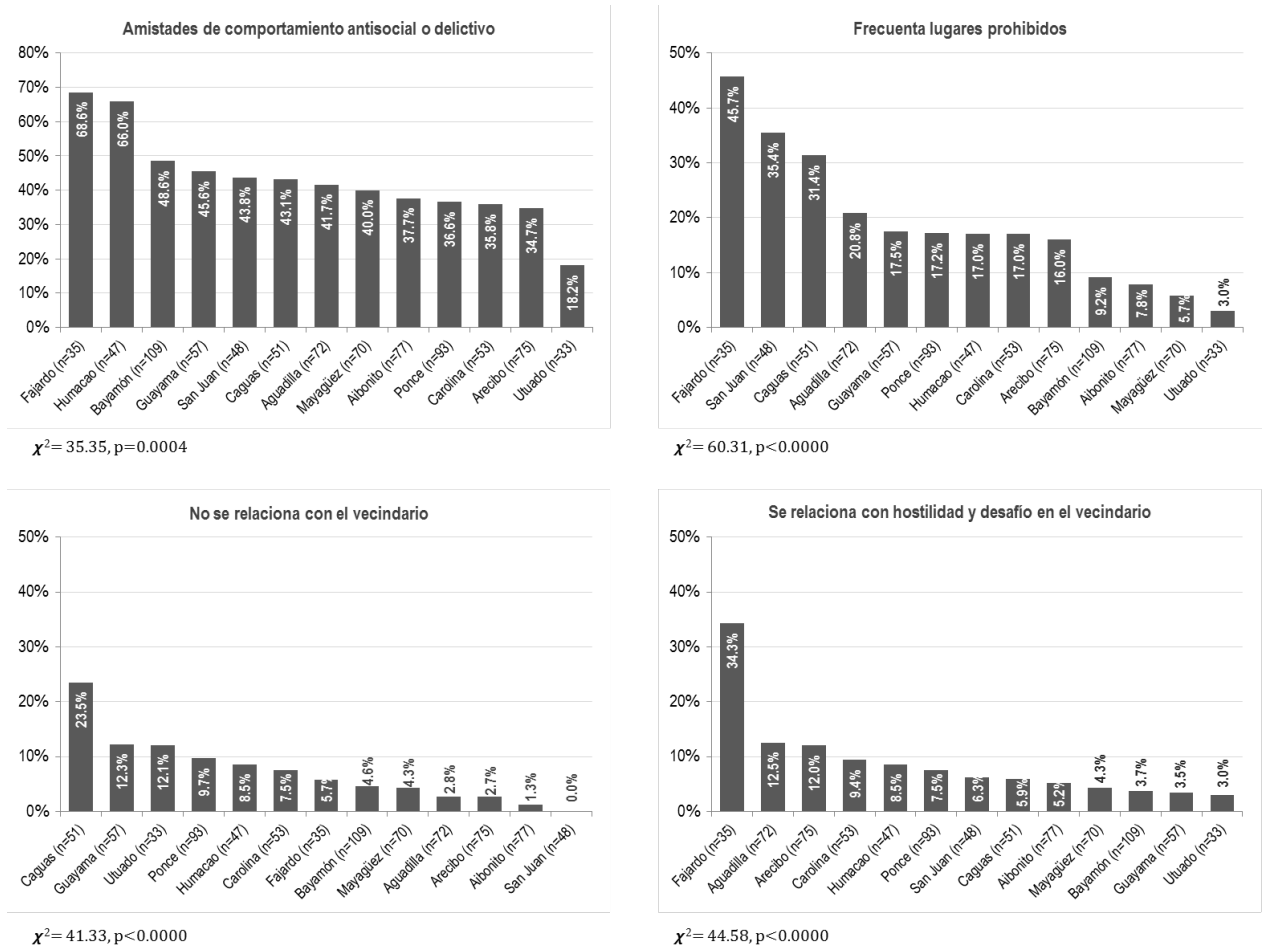 Amistades de comportamiento antisocial o delictivo
80%
70%
60%
50%
40%
30%
20%
10%
0%
68.6%
66.0%
48.6%
45.6%
43.8%
43.1%
41.7%
40.0%
37.7%
36.6%
35.8%
34.7%
18.2%
Fajardo (n=35)
Humacao (n=47)
Bayamón (n=109)
Guayama (n=57)
San Juan (n=48)
Caguas (n=51)
Aguadilla (n=72)
Mayagüez (n=70)
Aibonito (n=77)
Ponce (n=93)
Carolina (n=53)
Arecibo (n=75)
Utuado (n=33)
χ²= 35.35, p=0.0004
Frecuenta lugares prohibidos
50%
40%
30%
20%
10%
0%
45.7%
35.4%
31.4%
20.8%
17.5%
17.2%
17.0%
17.0%
16.0%
9.2%
7.8%
5.7%
3.0%
Fajardo (n=35)
San Juan (n=48)
Caguas (n=51)
Aguadilla (n=72)
Guayama (n=57)
Ponce (n=93)
Humacao (n=47)
Carolina (n=53)
Arecibo (n=75)
Bayamón (n=109)
Aibonito (n=77)
Mayagüez (n=70)
Utuado (n=33)
χ²= 60.31, p<0.0000
No se relaciona con el vecindario
50%
40%
30%
20%
10%
0%
23.5%
12.3%
12.1%
9.7%
8.5%
7.5%
5.7%
4.6%
4.3%
2.8%
2.7%
1.3%
0.0%
Caguas (n=51)
Guayama (n=57)
Utuado (n=33)
Ponce (n=93)
Humacao (n=47)
Carolina (n=53)
Fajardo (n=35)
Bayamón (n=109)
Mayagüez (n=70)
Aguadilla (n=72)
Arecibo (n=75)
Aibonito (n=77)
San Juan (n=48)
χ²= 41.33, p<0.0000
Se relaciona con hostilidad y desafío en el vecindario
50%
40%
30%
20%
10%
0%
34.3%
12.5%
12.0%
9.4%
8.5%
7.5%
6.3%
5.9%
5.2%
4.3%
3.7%
3.5%
3.0%
Fajardo (n=35)
Aguadilla (n=72)
Arecibo (n=75)
Carolina (n=53)
Humacao (n=47)
Ponce (n=93)
San Juan (n=48)
Caguas (n=51)
Aibonito (n=77)
Mayagüez (n=70)
Bayamón (n=109)
Guayama (n=57)
Utuado (n=33)
χ²= 44.58, p<0.0000